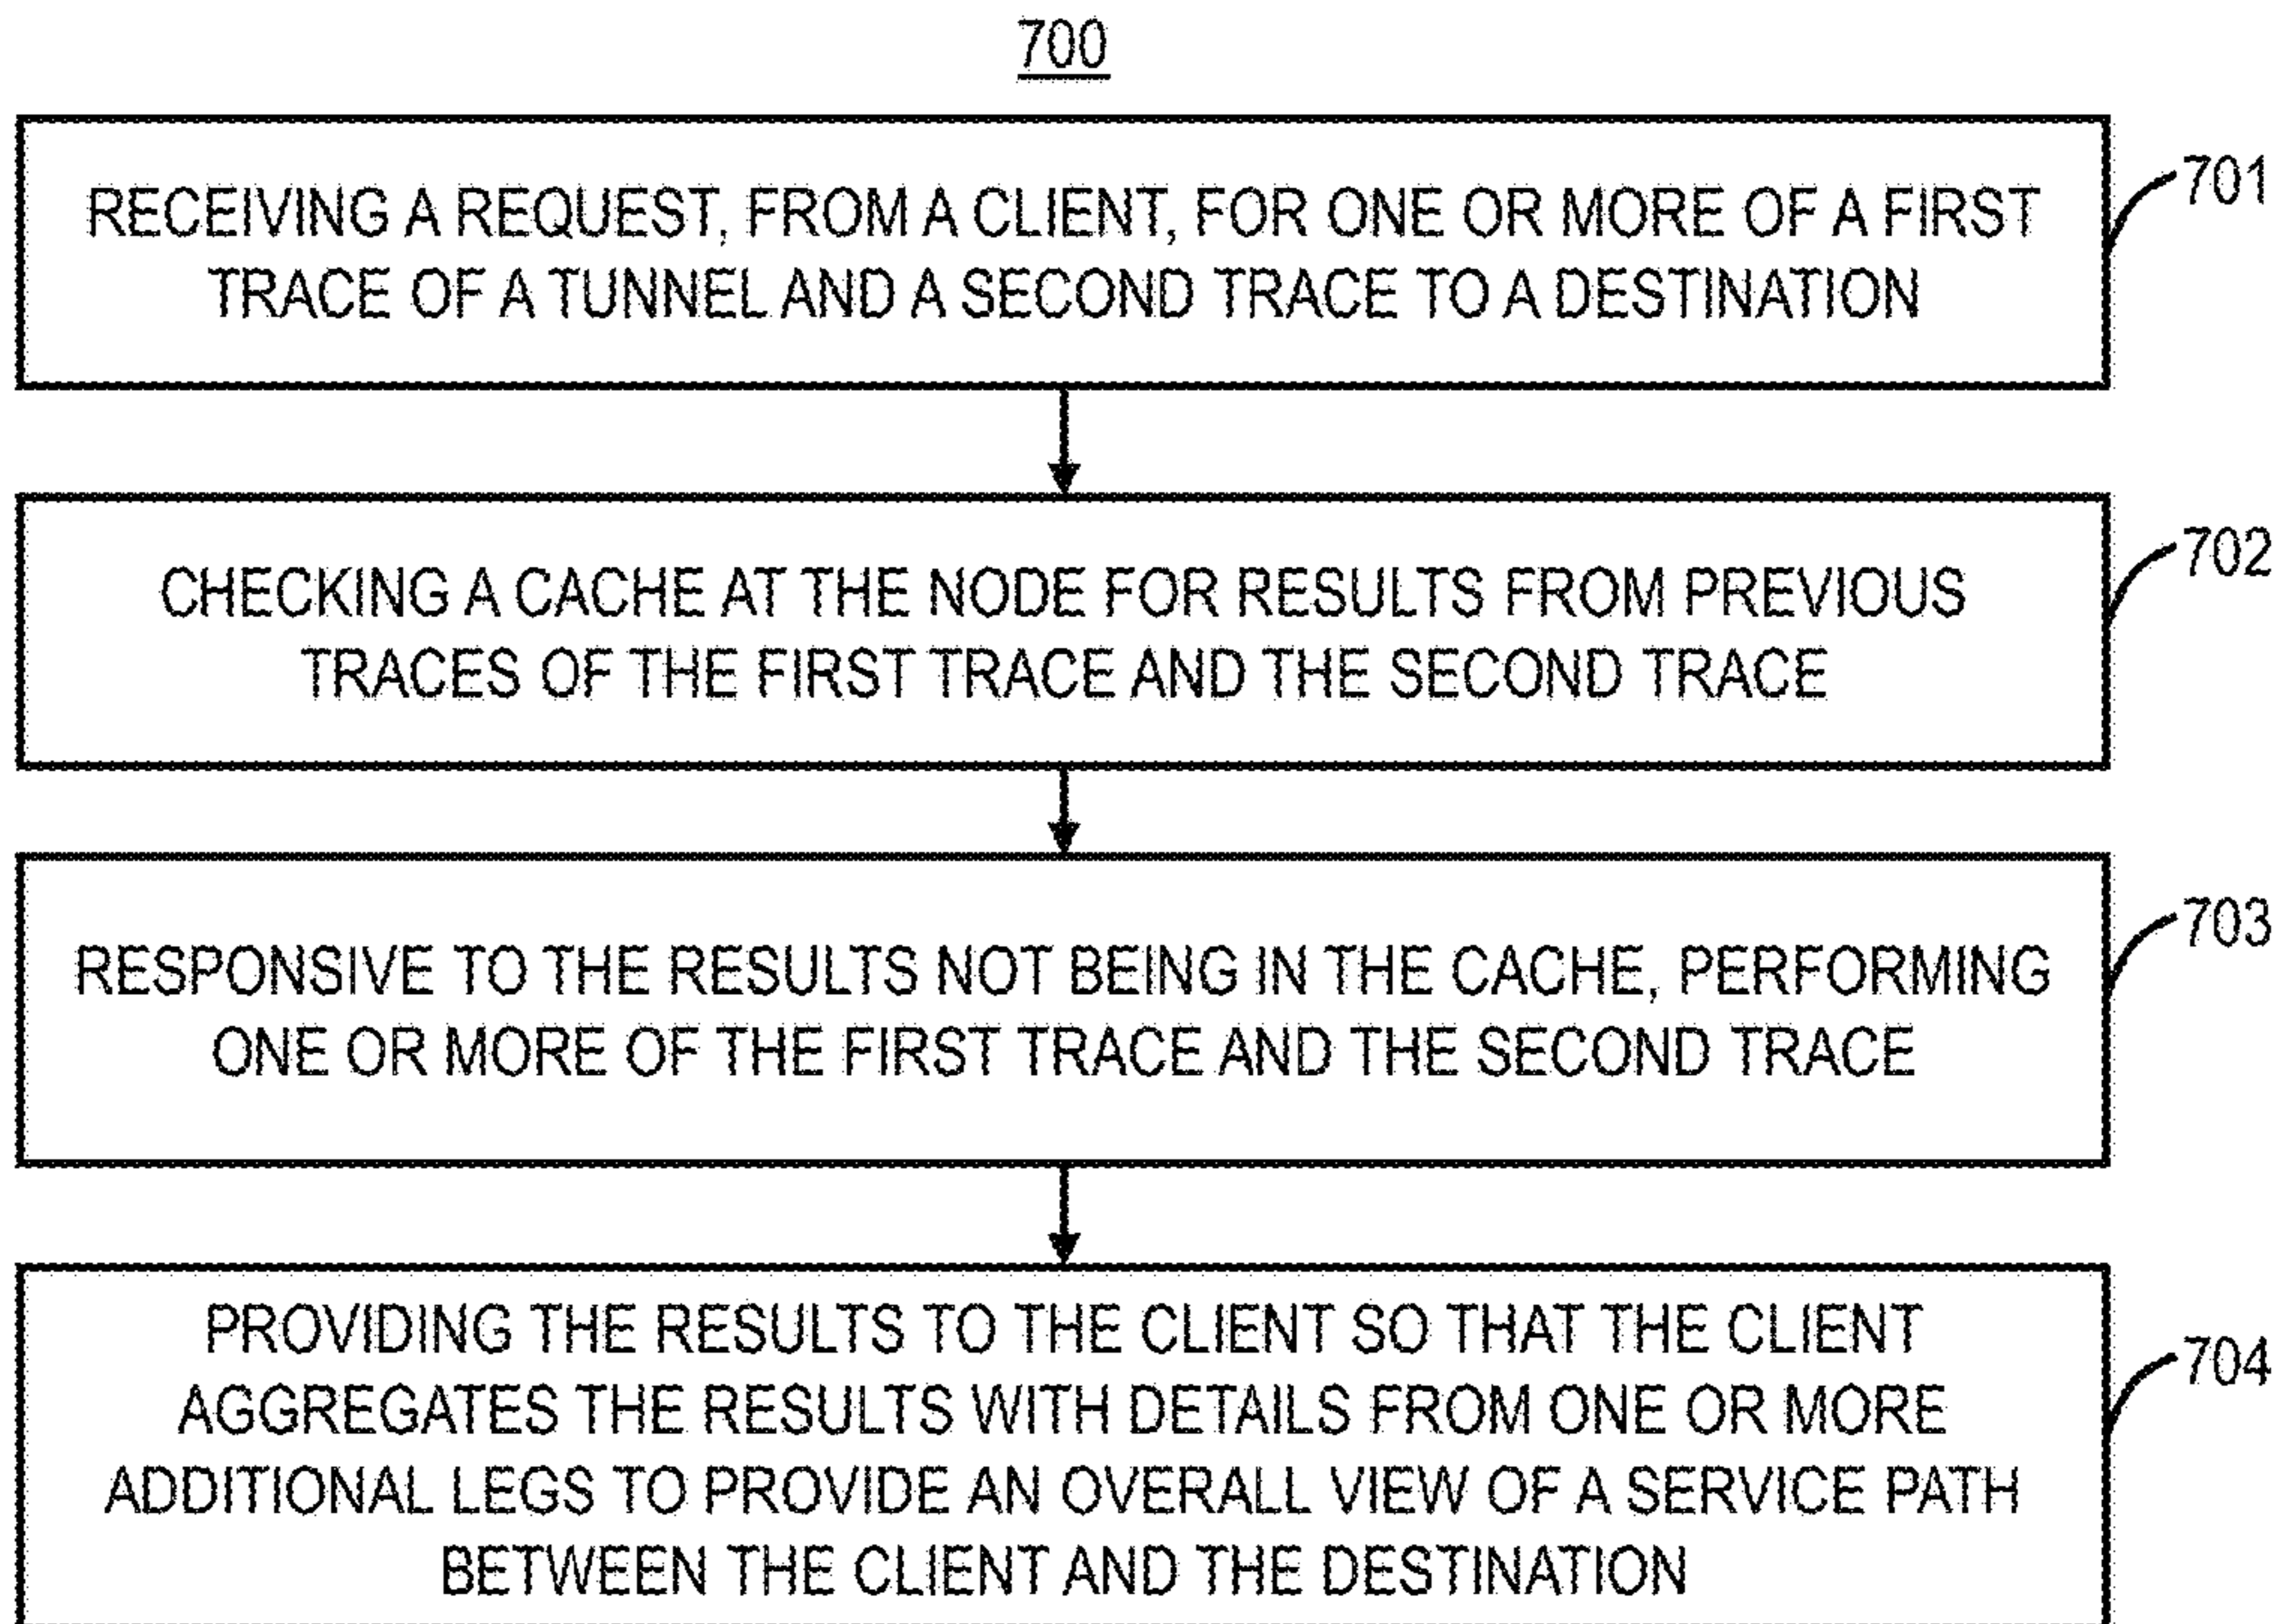 700
RECEIVING A REQUEST, FROM A CLIENT, FOR ONE OR MORE OF A FIRST
TRACE OF A TUNNEL AND A SECOND TRACE TO A DESTINATION
701
CHECKING A CACHE AT THE NODE FOR RESULTS FROM PREVIOUS
TRACES OF THE FIRST TRACE AND THE SECOND TRACE
702
RESPONSIVE TO THE RESULTS NOT BEING IN THE CACHE, PERFORMING
ONE OR MORE OF THE FIRST TRACE AND THE SECOND TRACE
703
PROVIDING THE RESULTS TO THE CLIENT SO THAT THE CLIENT
AGGREGATES THE RESULTS WITH DETAILS FROM ONE OR MORE
ADDITIONAL LEGS TO PROVIDE AN OVERALL VIEW OF A SERVICE PATH
BETWEEN THE CLIENT AND THE DESTINATION
704